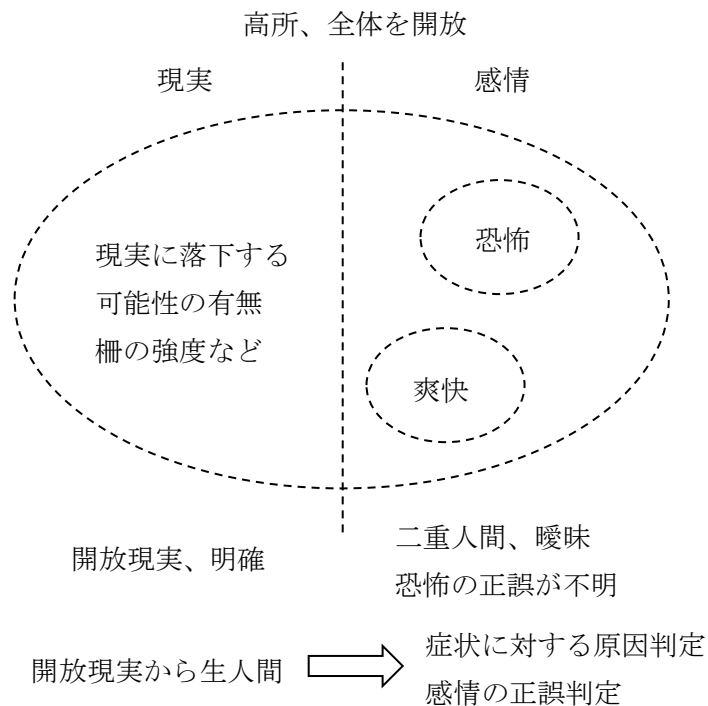 高所、全体を開放
現実
感情
現実に落下する
可能性の有無
柵の強度など
恐怖
爽快
開放現実、明確
二重人間、曖昧
恐怖の正誤が不明
開放現実から生人間
症状に対する原因判定
感情の正誤判定